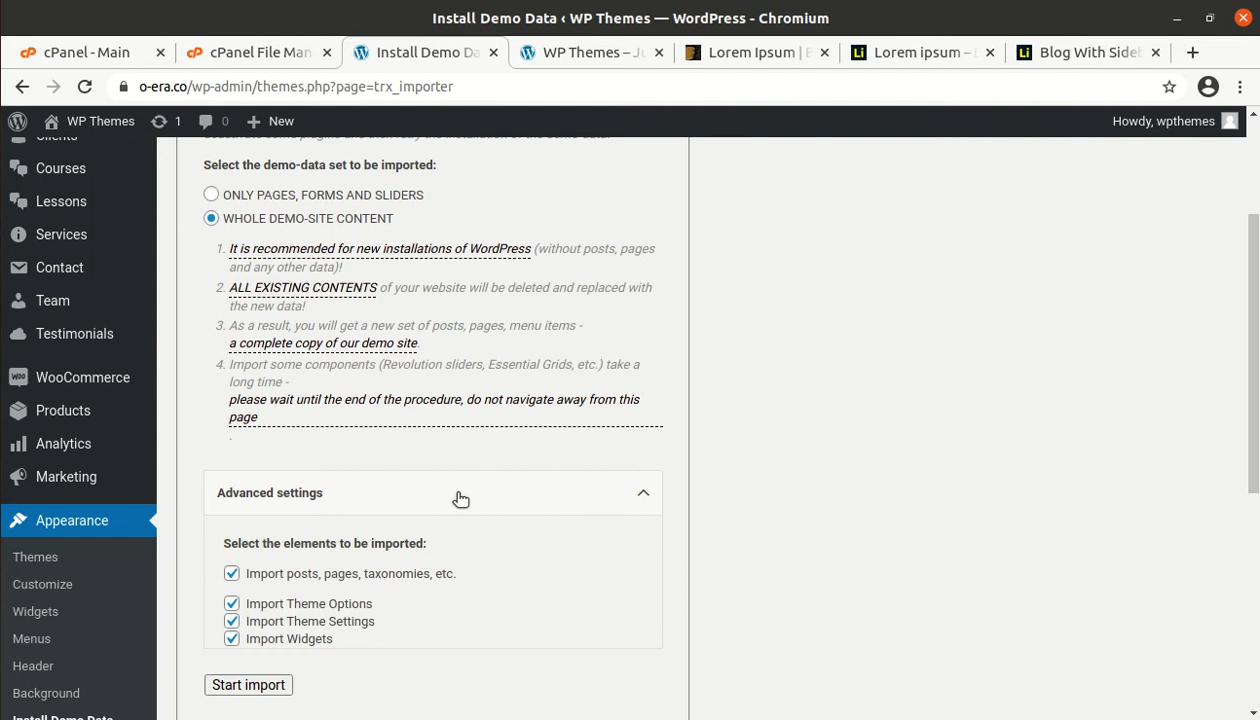 Install Demo Data ‹ WP Themes — WordPress - Chromium
cPanel - Main
cPanel File Man
Install Demo Da
WP Themes – Ju
Lorem Ipsum | B
Lorem ipsum –
Blog With Sideb
o-era.co/wp-admin/themes.php?page=trx_importer
WP Themes
1
0
New
Howdy, wpthemes
Clients
Courses
Lessons
Services
Contact
Team
Testimonials
WooCommerce
Products
Analytics
Marketing
Appearance
Themes
Customize
Widgets
Menus
Header
Background
Install Demo Data
Select the demo-data set to be imported:
ONLY PAGES, FORMS AND SLIDERS
WHOLE DEMO-SITE CONTENT
1. It is recommended for new installations of WordPress (without posts, pages
and any other data)!
2. ALL EXISTING CONTENTS of your website will be deleted and replaced with
the new data!
3. As a result, you will get a new set of posts, pages, menu items -
a complete copy of our demo site.
4. Import some components (Revolution sliders, Essential Grids, etc.) take a
long time -
please wait until the end of the procedure, do not navigate away from this
page
.
Advanced settings
Select the elements to be imported:
Import posts, pages, taxonomies, etc.
Import Theme Options
Import Theme Settings
Import Widgets
Start import